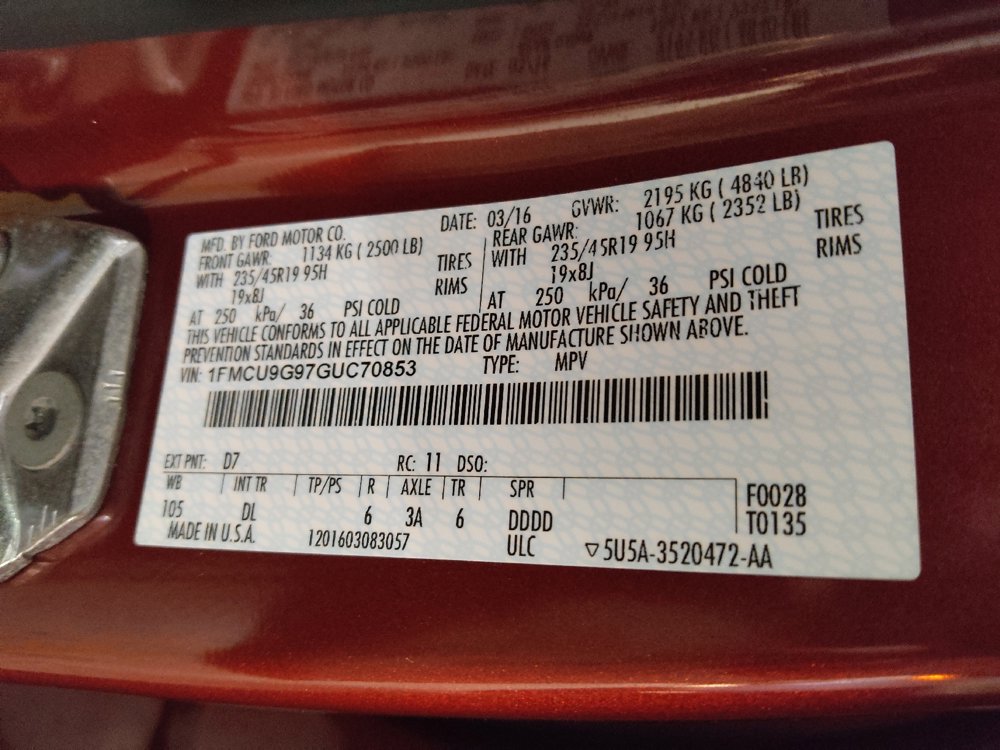 MFD. BY FORD MOTOR CO. DATE: 03/16 GVWR: 2195 KG ( 4840 LB)
FRONT GAWR: 1134 KG ( 2500 LB) REAR GAWR: 1067 KG ( 2352 LB)
WITH 235/45R19 95H TIRES WITH 235/45R19 95H TIRES
19x8J RIMS 19x8J RIMS
AT 250 kPa/ 36 PSI COLD AT 250 kPa/ 36 PSI COLD
THIS VEHICLE CONFORMS TO ALL APPLICABLE FEDERAL MOTOR VEHICLE SAFETY AND THEFT
PREVENTION STANDARDS IN EFFECT ON THE DATE OF MANUFACTURE SHOWN ABOVE.
VIN: 1FMCU9G97GUC70853 TYPE: MPV
EXT PNT: D7 RC: 11 DSO:
WB INT TR TP/PS R AXLE TR SPR F0028
105 DL 6 3A 6 DDDD T0135
MADE IN U.S.A. 1201603083057 ULC ▽5U5A-3520472-AA